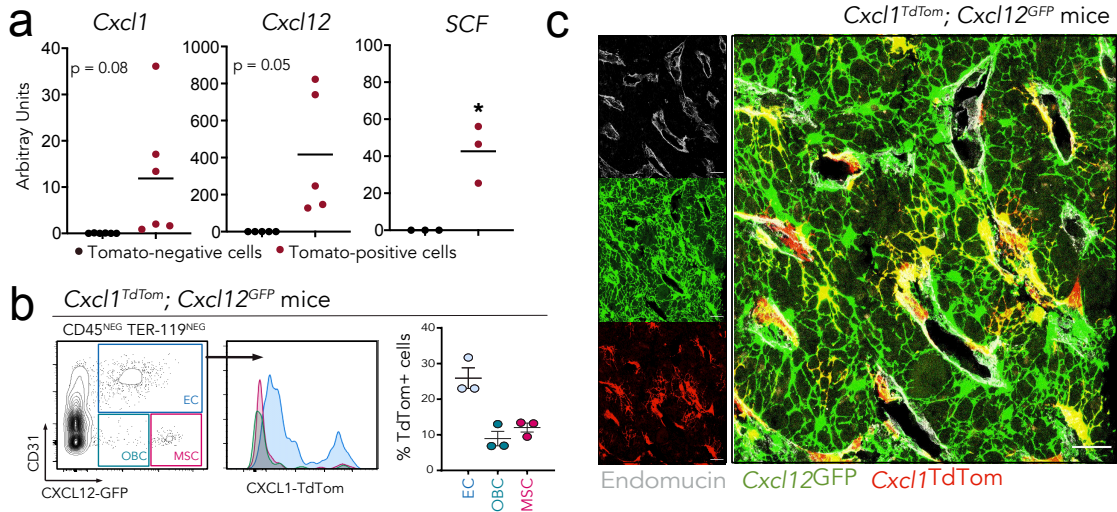 a
Cxcl1
Cxcl12
SCF
Arbitray Units
40
30
20
10
0
p = 0.08
1000
800
600
400
200
0
p = 0.05
100
80
60
40
20
0
*
Tomato-negative cells
Tomato-positive cells
b
Cxcl1TdTom; Cxcl12GFP mice
CD45NEG TER-119NEG
EC
OBC
MSC
CD31
CXCL12-GFP
CXCL1-TdTom
% TdTom+ cells
40
30
20
10
0
EC
OBC
MSC
c
Cxcl1TdTom; Cxcl12GFP mice
Endomucin Cxcl12GFP Cxcl1TdTom